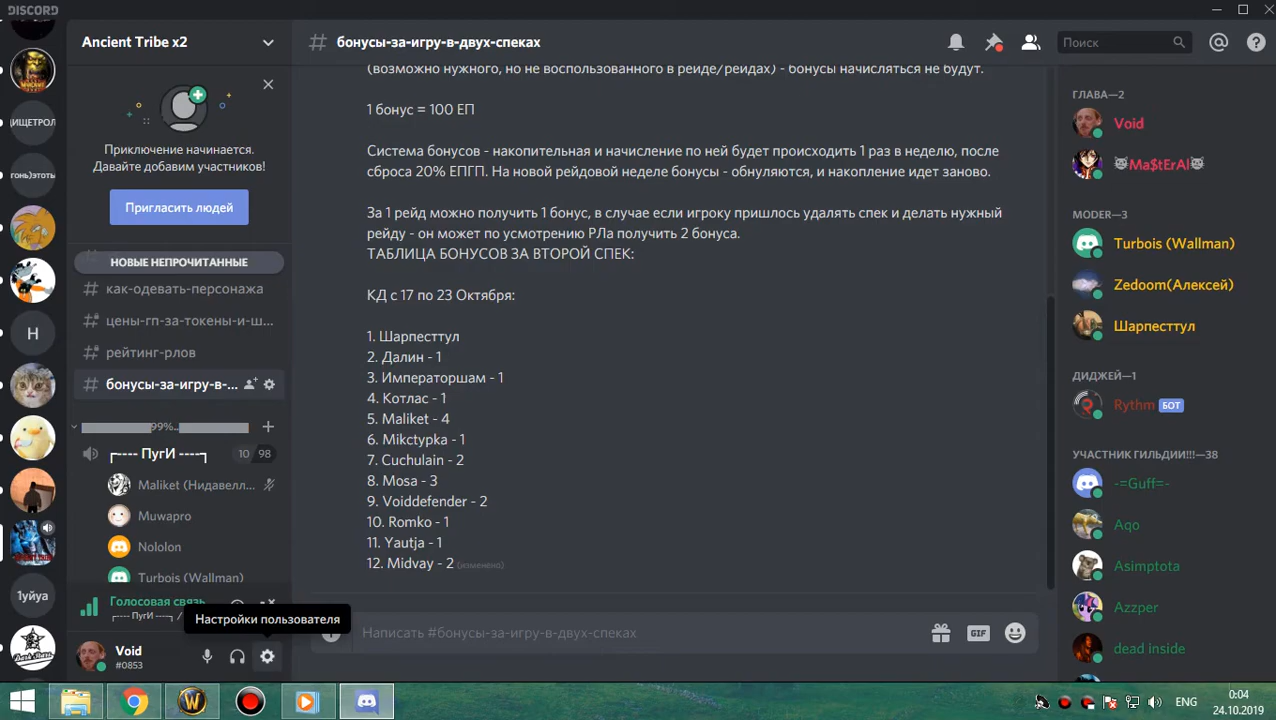 DISCORD
Ancient Tribe x2
Приключение начинается.
Давайте добавим участников!
Пригласить людей
НОВЫЕ НЕПРОЧИТАННЫЕ
как-одевать-персонажа
цены-гп-за-токены-и-ш...
рейтинг-рлов
бонусы-за-игру-в-...
99%..
┏---- ПугИ ----┓
10 98
Maliket (Нидавелл...
Muwapro
Nololon
Turbois (Wallman)
Голосовая связь
Настройки пользователя
Void
#0853
ДИЩЕТРОЛ
гонь)этоты
Н
1уйуа
# бонусы-за-игру-в-двух-спеках
Поиск
(возможно нужного, но не воспользованного в рейде/рейдах) - бонусы начисляться не будут.
1 бонус = 100 ЕП
Система бонусов - накопительная и начисление по ней будет происходить 1 раз в неделю, после
сброса 20% ЕПГП. На новой рейдовой неделе бонусы - обнуляются, и накопление идет заново.
За 1 рейд можно получить 1 бонус, в случае если игроку пришлось удалять спек и делать нужный
рейду - он может по усмотрению РЛа получить 2 бонуса.
ТАБЛИЦА БОНУСОВ ЗА ВТОРОЙ СПЕК:
КД с 17 по 23 Октября:
1. Шарпесттул
2. Далин - 1
3. Императоршам - 1
4. Котлас - 1
5. Maliket - 4
6. Mikcтурka - 1
7. Cuchulain - 2
8. Mosa - 3
9. Voiddefender - 2
10. Romko - 1
11. Yautja - 1
12. Midvay - 2 (изменено)
Написать #бонусы-за-игру-в-двух-спеках
GIF
ГЛАВА—2
Void
Ma$tErAl
MODER—3
Turbois (Wallman)
Zedoom(Алексей)
Шарпесттул
ДИДЖЕЙ—1
Rythm БОТ
УЧАСТНИК ГИЛЬДИИ!!!—38
-=Guff=-
Aqo
Asimptota
Azzper
dead inside
ENG
0:04
24.10.2019